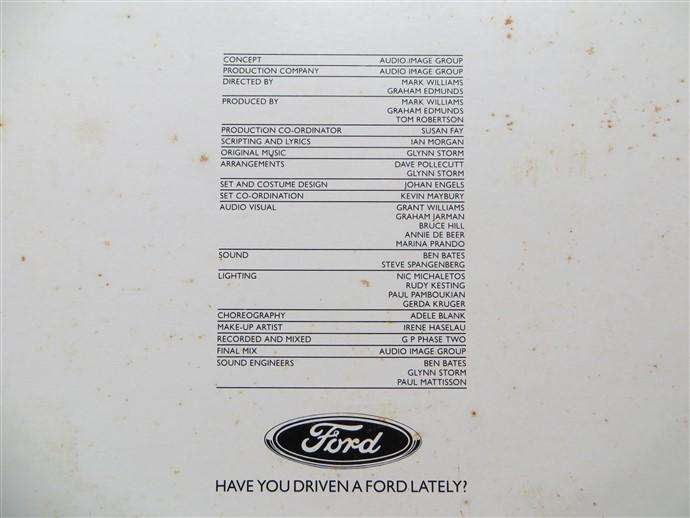 CONCEPT AUDIO IMAGE GROUP
PRODUCTION COMPANY AUDIO IMAGE GROUP
DIRECTED BY MARK WILLIAMS
GRAHAM EDMUNDS
PRODUCED BY MARK WILLIAMS
GRAHAM EDMUNDS
TOM ROBERTSON
PRODUCTION CO-ORDINATOR SUSAN FAY
SCRIPTING AND LYRICS IAN MORGAN
ORIGINAL MUSIC GLYNN STORM
ARRANGEMENTS DAVE POLLECUTT
GLYNN STORM
SET AND COSTUME DESIGN JOHAN ENGELS
SET CO-ORDINATION KEVIN MAYBURY
AUDIO VISUAL GRANT WILLIAMS
GRAHAM JARMAN
BRUCE HILL
ANNIE DE BEER
MARINA PRANDO
SOUND BEN BATES
STEVE SPANGENBERG
LIGHTING NIC MICHALETOS
RUDY KESTING
PAUL PAMBOUKIAN
GERDA KRUGER
CHOREOGRAPHY ADELE BLANK
MAKE-UP ARTIST IRENE HASELAU
RECORDED AND MIXED G P PHASE TWO
FINAL MIX AUDIO IMAGE GROUP
SOUND ENGINEERS BEN BATES
GLYNN STORM
PAUL MATTISSON
Ford
HAVE YOU DRIVEN A FORD LATELY?